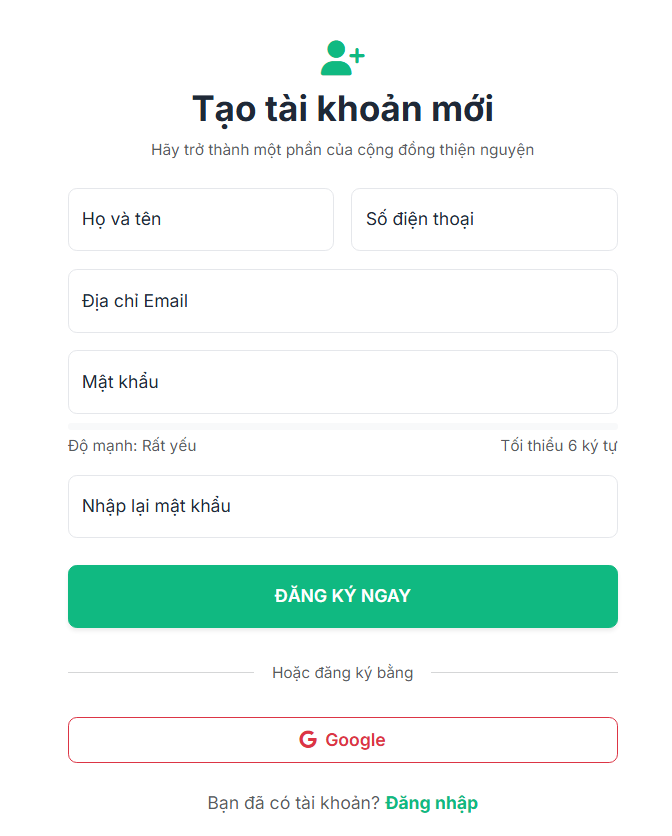 Tạo tài khoản mới
Hãy trở thành một phần của cộng đồng thiện nguyện
Họ và tên
Số điện thoại
Địa chỉ Email
Mật khẩu
Độ mạnh: Rất yếu
Tối thiểu 6 ký tự
Nhập lại mật khẩu
ĐĂNG KÝ NGAY
Hoặc đăng ký bằng
Google
Bạn đã có tài khoản? Đăng nhập